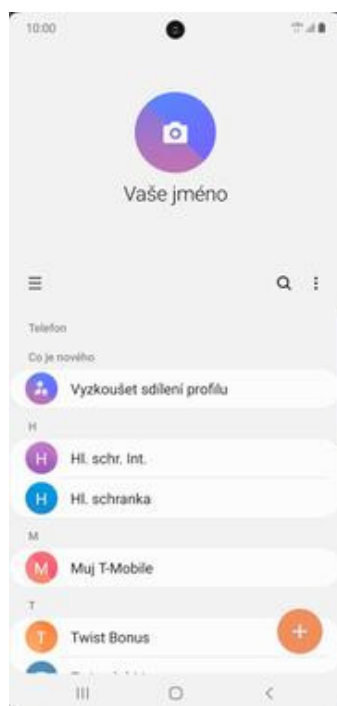 10:00
Vaše jméno
Telefon
Co je nového
Vyzkoušet sdílení profilu
H
H
Hl. schr. Int.
H
Hl. schranka
M
M
Muj T-Mobile
T
T
Twist Bonus